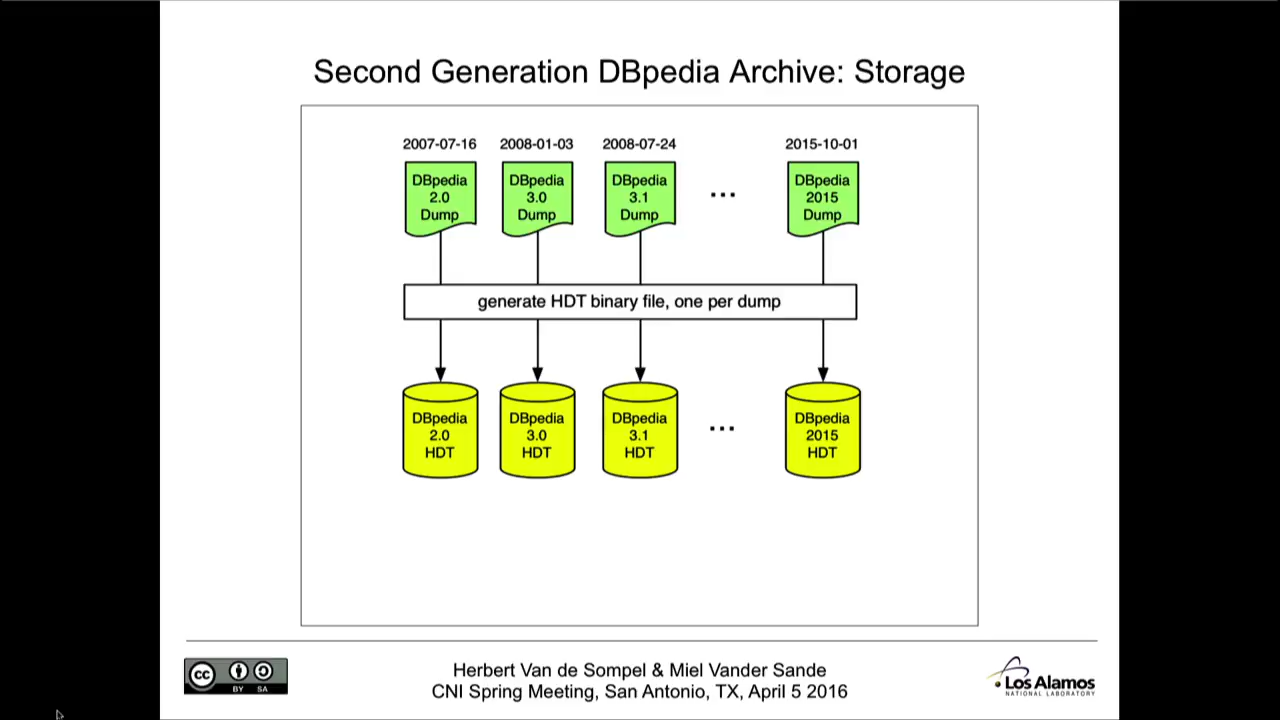 Second Generation DBpedia Archive: Storage
2007-07-16 2008-01-03 2008-07-24 2015-10-01
DBpedia 2.0 Dump
DBpedia 3.0 Dump
DBpedia 3.1 Dump
...
DBpedia 2015 Dump
generate HDT binary file, one per dump
DBpedia 2.0 HDT
DBpedia 3.0 HDT
DBpedia 3.1 HDT
...
DBpedia 2015 HDT
cc BY SA
Herbert Van de Sompel & Miel Vander Sande
CNI Spring Meeting, San Antonio, TX, April 5 2016
Los Alamos
NATIONAL LABORATORY